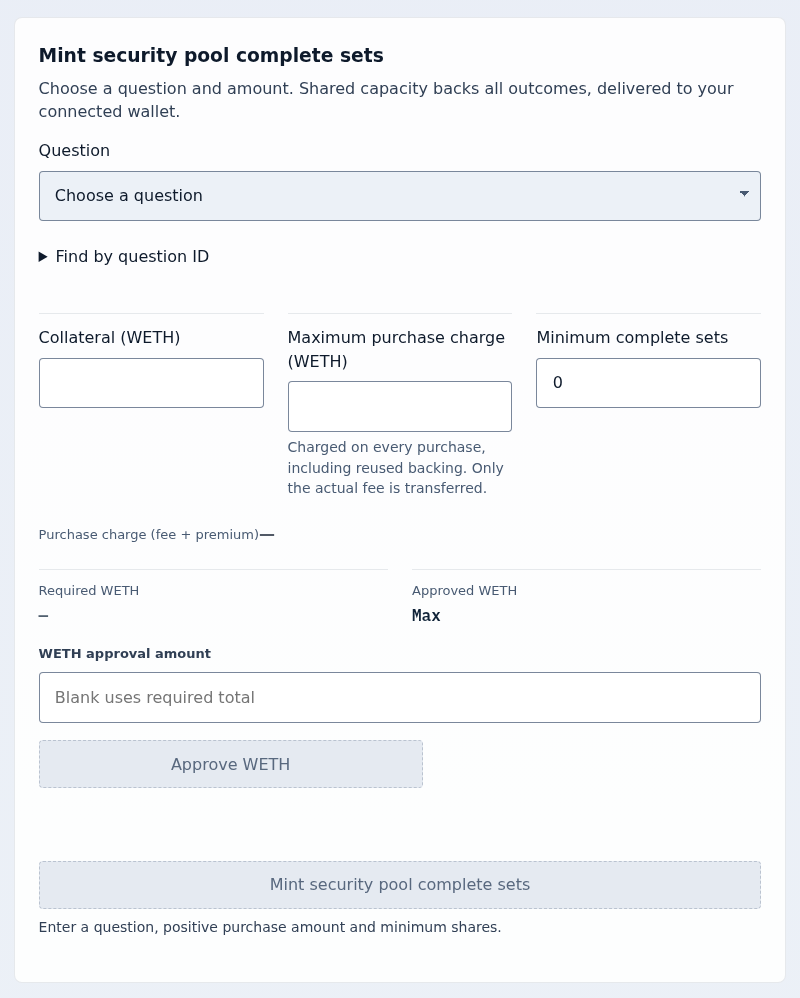 Mint security pool complete sets
Choose a question and amount. Shared capacity backs all outcomes, delivered to your
connected wallet.
Question
Choose a question
Find by question ID
Collateral (WETH)
Maximum purchase charge
(WETH)
Charged on every purchase,
including reused backing. Only
the actual fee is transferred.
Minimum complete sets
0
Purchase charge (fee + premium)—
Required WETH
—
Approved WETH
Max
WETH approval amount
Blank uses required total
Approve WETH
Mint security pool complete sets
Enter a question, positive purchase amount and minimum shares.